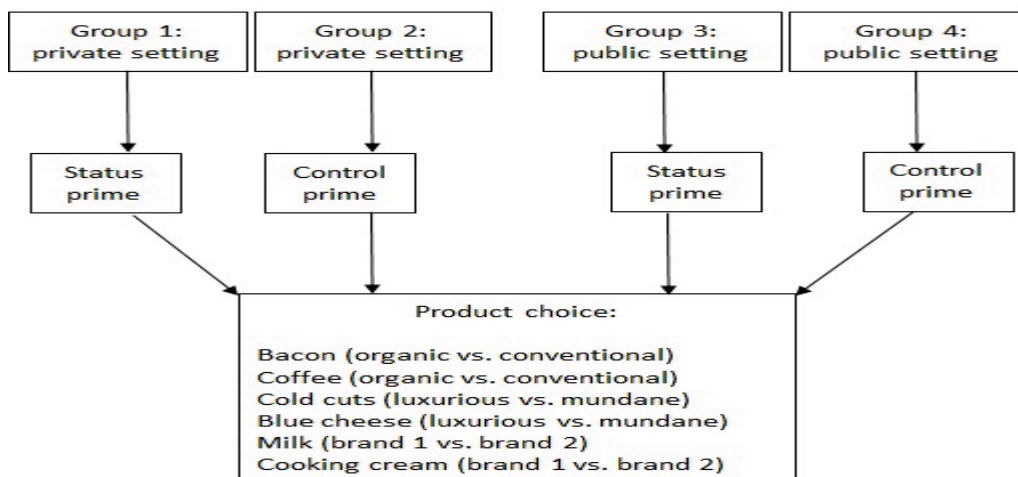 Group 1:
private setting
Group 2:
private setting
Group 3:
public setting
Group 4:
public setting
Status
prime
Control
prime
Status
prime
Control
prime
Product choice:
Bacon (organic vs. conventional)
Coffee (organic vs. conventional)
Cold cuts (luxurious vs. mundane)
Blue cheese (luxurious vs. mundane)
Milk (brand 1 vs. brand 2)
Cooking cream (brand 1 vs. brand 2)